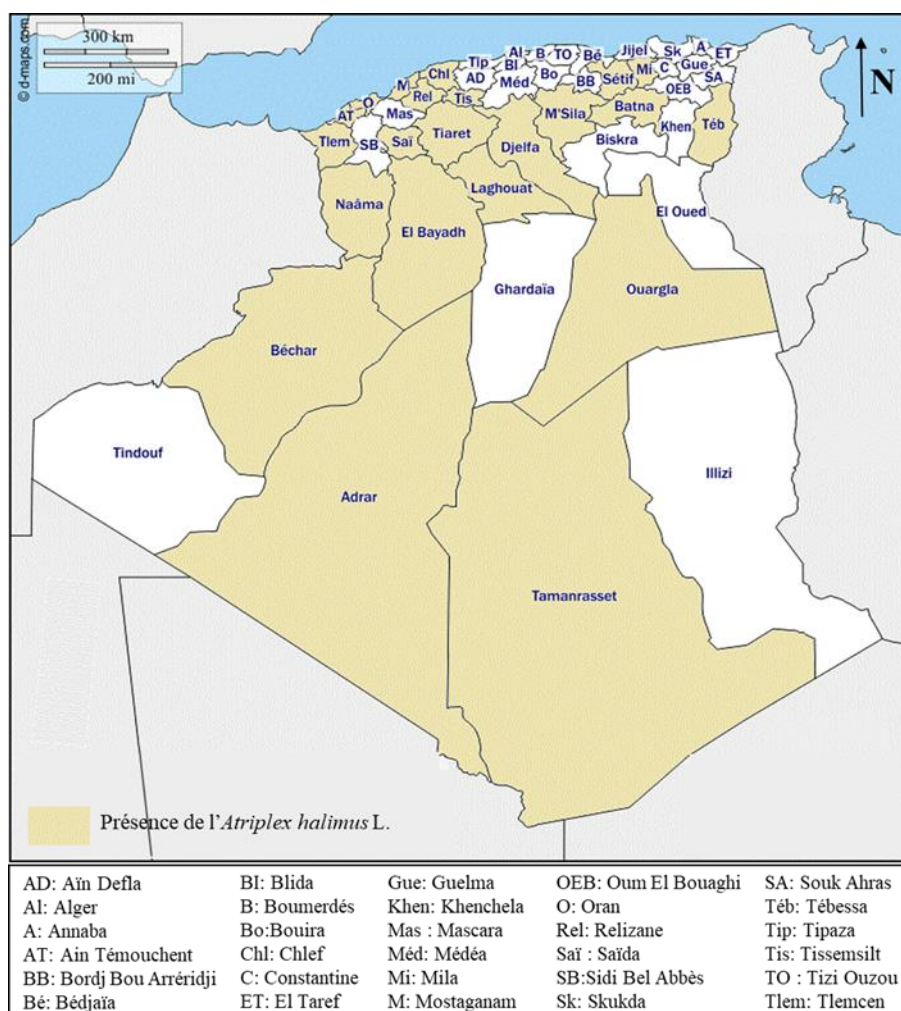 300 km
200 mi
© d-maps.com
N
Al
B
TO
Bé
Jijel
Sk
A
ET
Tip
Bl
C
Gue
Chl
AD
Méd
Bo
BB
Sétif
Mi
SA
M
OEB
O
Rel
Tis
AT
Mas
M'Sila
Batna
Khen
Téb
Tlem
SB
Saï
Tiaret
Djelfa
Biskra
Laghouat
Naâma
El Bayadh
El Oued
Ghardaïa
Ouargla
Béchar
Tindouf
Adrar
Illizi
Tamanrasset
Présence de l'Atriplex halimus L.
AD: Aïn Defla
Al: Alger
A: Annaba
AT: Ain Témouchent
BB: Bordj Bou Arréridji
Bé: Bédjaïa
BI: Blida
B: Boumerdés
Bo:Bouira
Chl: Chlef
C: Constantine
ET: El Taref
Gue: Guelma
Khen: Khenchela
Mas : Mascara
Méd: Médéa
Mi: Mila
M: Mostaganam
OEB: Oum El Bouaghi
O: Oran
Rel: Relizane
Saï : Saïda
SB:Sidi Bel Abbès
Sk: Skukda
SA: Souk Ahras
Téb: Tébessa
Tip: Tipaza
Tis: Tissemsilt
TO : Tizi Ouzou
Tlem: Tlemcen